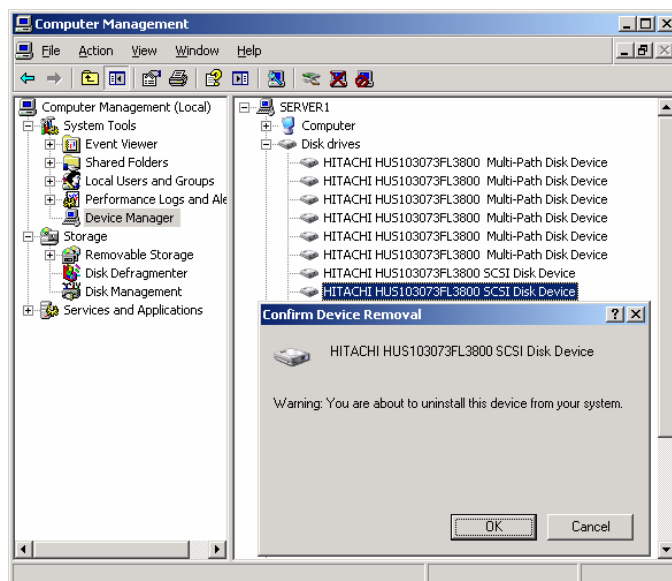 Computer Management
File Action View Window Help
Computer Management (Local)
System Tools
Event Viewer
Shared Folders
Local Users and Groups
Performance Logs and Ale
Device Manager
Storage
Removable Storage
Disk Defragmenter
Disk Management
Services and Applications
SERVER1
Computer
Disk drives
HITACHI HUS103073FL3800 Multi-Path Disk Device
HITACHI HUS103073FL3800 Multi-Path Disk Device
HITACHI HUS103073FL3800 Multi-Path Disk Device
HITACHI HUS103073FL3800 Multi-Path Disk Device
HITACHI HUS103073FL3800 Multi-Path Disk Device
HITACHI HUS103073FL3800 Multi-Path Disk Device
HITACHI HUS103073FL3800 SCSI Disk Device
HITACHI HUS103073FL3800 SCSI Disk Device
Confirm Device Removal
HITACHI HUS103073FL3800 SCSI Disk Device
Warning: You are about to uninstall this device from your system.
OK Cancel